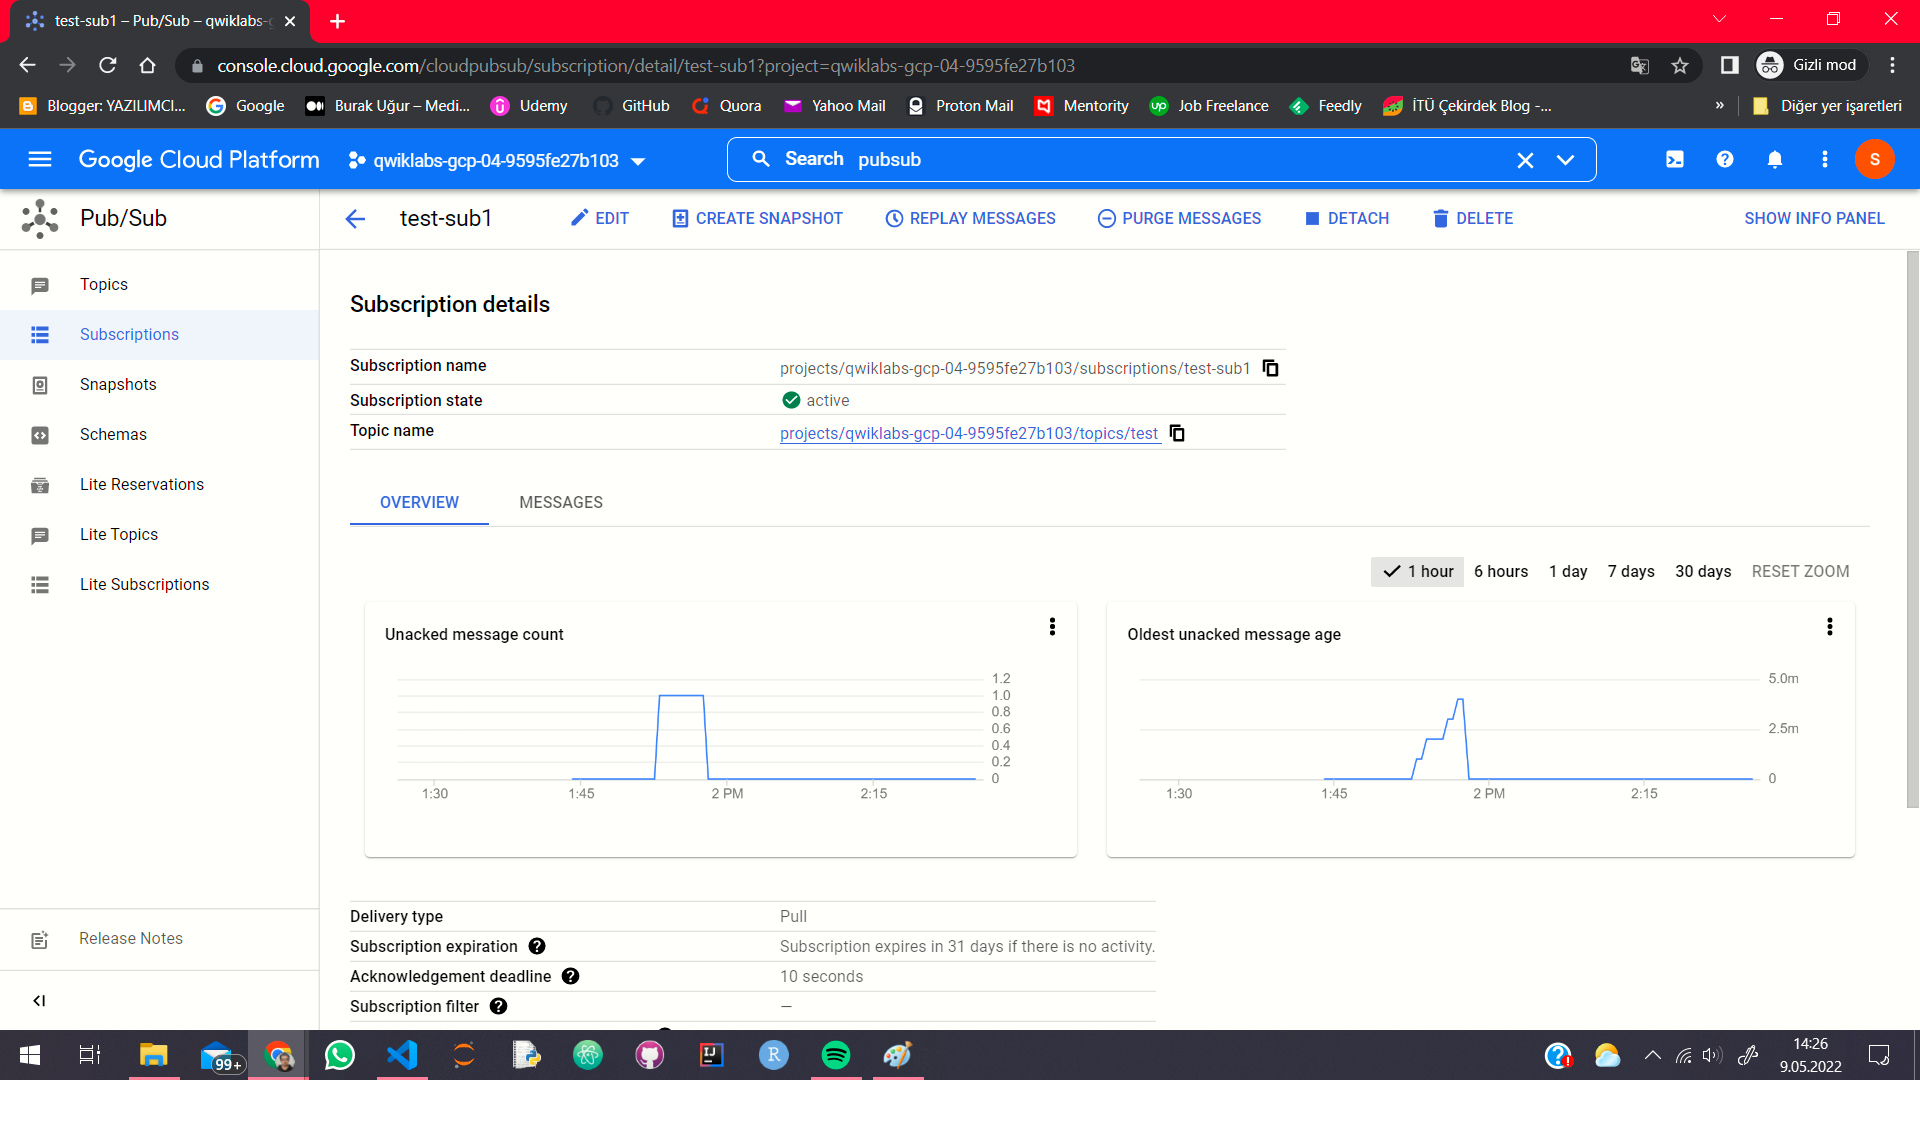 test-sub1 – Pub/Sub – qwiklabs-
console.cloud.google.com/cloudpubsub/subscription/detail/test-sub1?project=qwiklabs-gcp-04-9595fe27b103
Gizli mod
Blogger: YAZILIMCI...
Google
Burak Uğur – Medi...
Udemy
GitHub
Quora
Yahoo Mail
Proton Mail
Mentority
Job Freelance
Feedly
İTÜ Çekirdek Blog -...
»
Diğer yer işaretleri
Google Cloud Platform
qwiklabs-gcp-04-9595fe27b103
Search pubsub
S
Pub/Sub
test-sub1
EDIT
CREATE SNAPSHOT
REPLAY MESSAGES
PURGE MESSAGES
DETACH
DELETE
SHOW INFO PANEL
Topics
Subscriptions
Snapshots
Schemas
Lite Reservations
Lite Topics
Lite Subscriptions
Release Notes
Subscription details
Subscription name projects/qwiklabs-gcp-04-9595fe27b103/subscriptions/test-sub1
Subscription state active
Topic name projects/qwiklabs-gcp-04-9595fe27b103/topics/test
OVERVIEW MESSAGES
1 hour 6 hours 1 day 7 days 30 days RESET ZOOM
Unacked message count
1.2
1.0
0.8
0.6
0.4
0.2
0
1:30 1:45 2 PM 2:15
Oldest unacked message age
5.0m
2.5m
0
1:30 1:45 2 PM 2:15
Delivery type Pull
Subscription expiration Subscription expires in 31 days if there is no activity.
Acknowledgement deadline 10 seconds
Subscription filter —
99+
IJ
R
14:26
9.05.2022